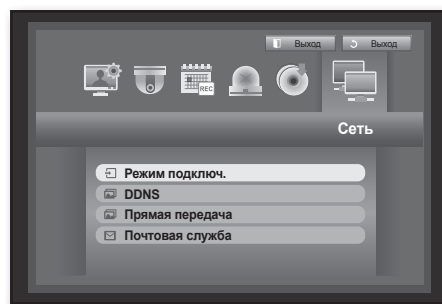 Выход Выход
REC
Сеть
Режим подключ.
DDNS
Прямая передача
Почтовая служба